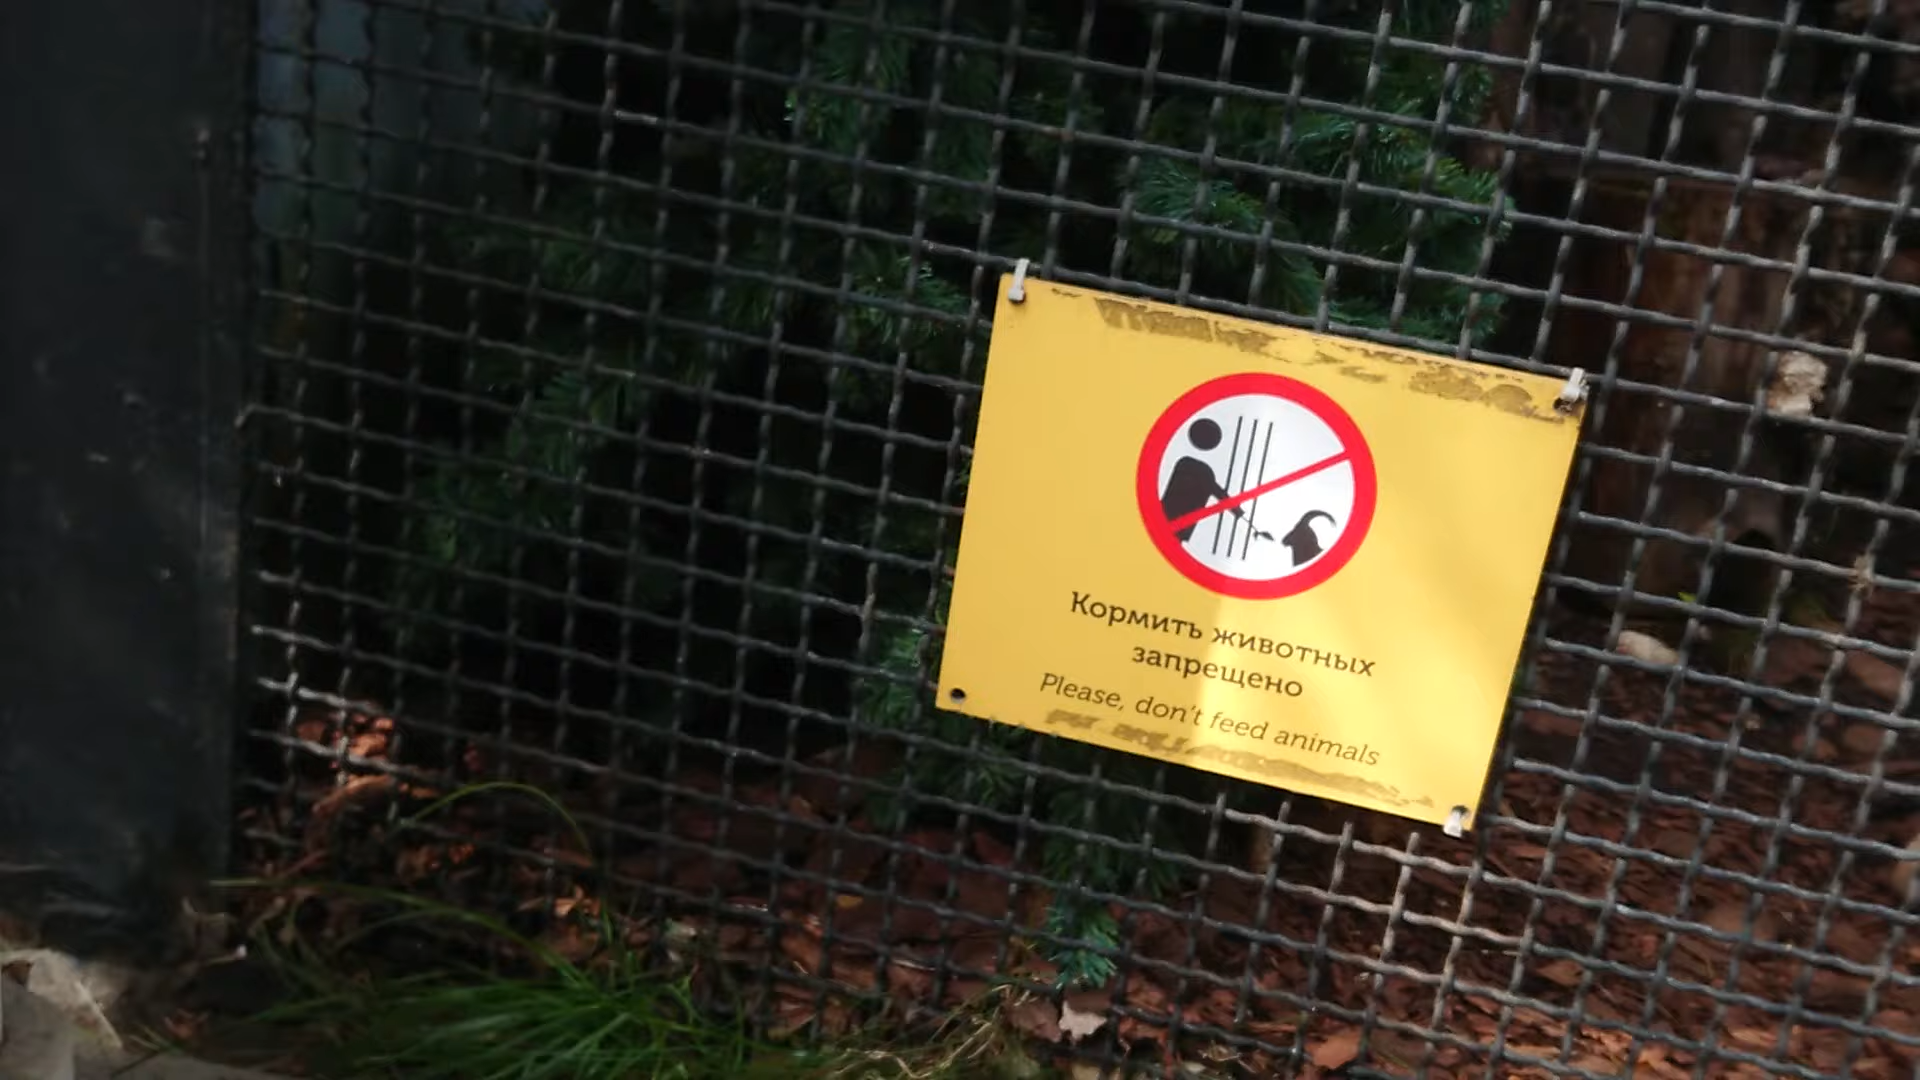 Кормить животных
запрещено
Please, don't feed animals